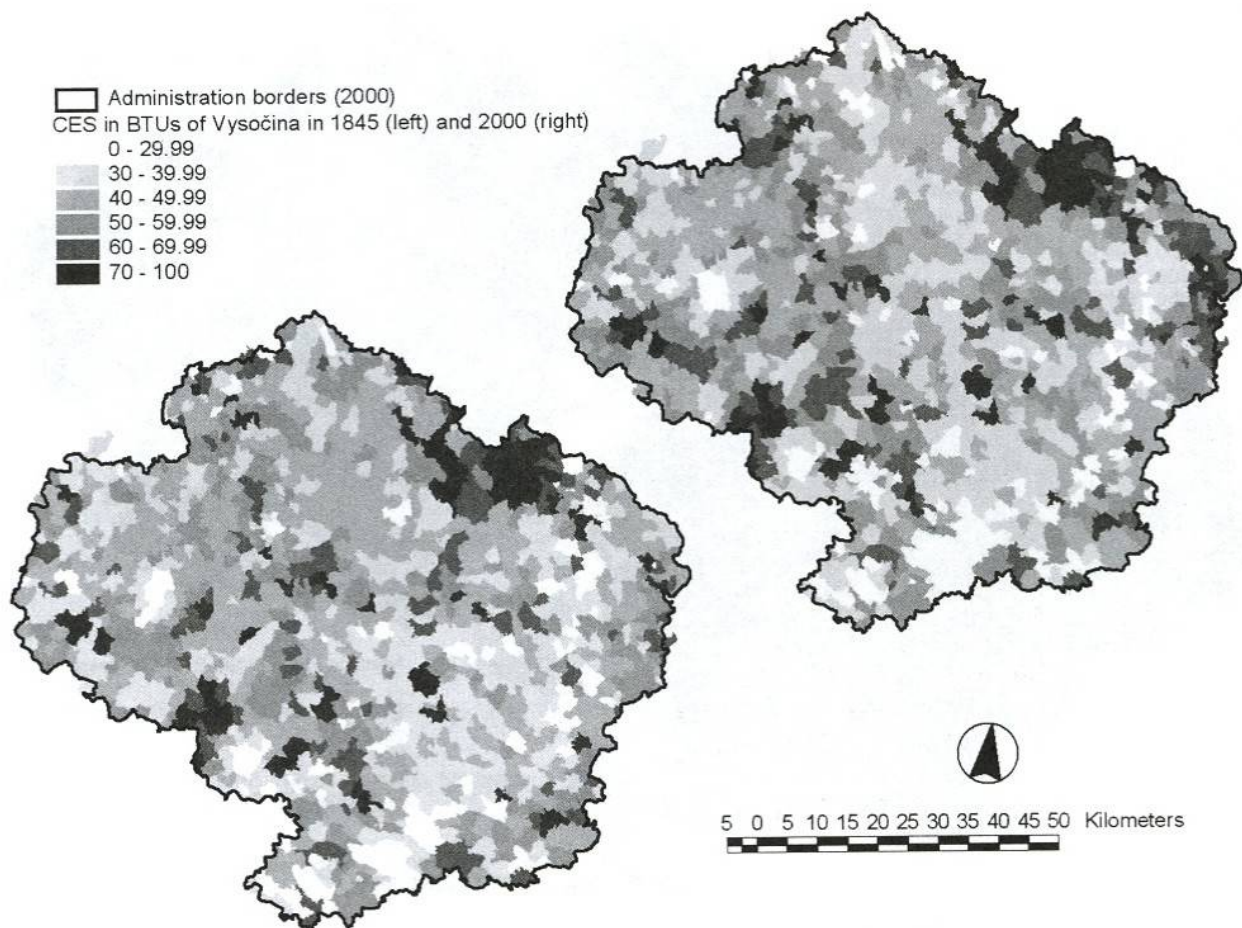 Administration borders (2000)
CES in BTUs of Vysočina in 1845 (left) and 2000 (right)
0 - 29.99
30 - 39.99
40 - 49.99
50 - 59.99
60 - 69.99
70 - 100
5 0 5 10 15 20 25 30 35 40 45 50 Kilometers